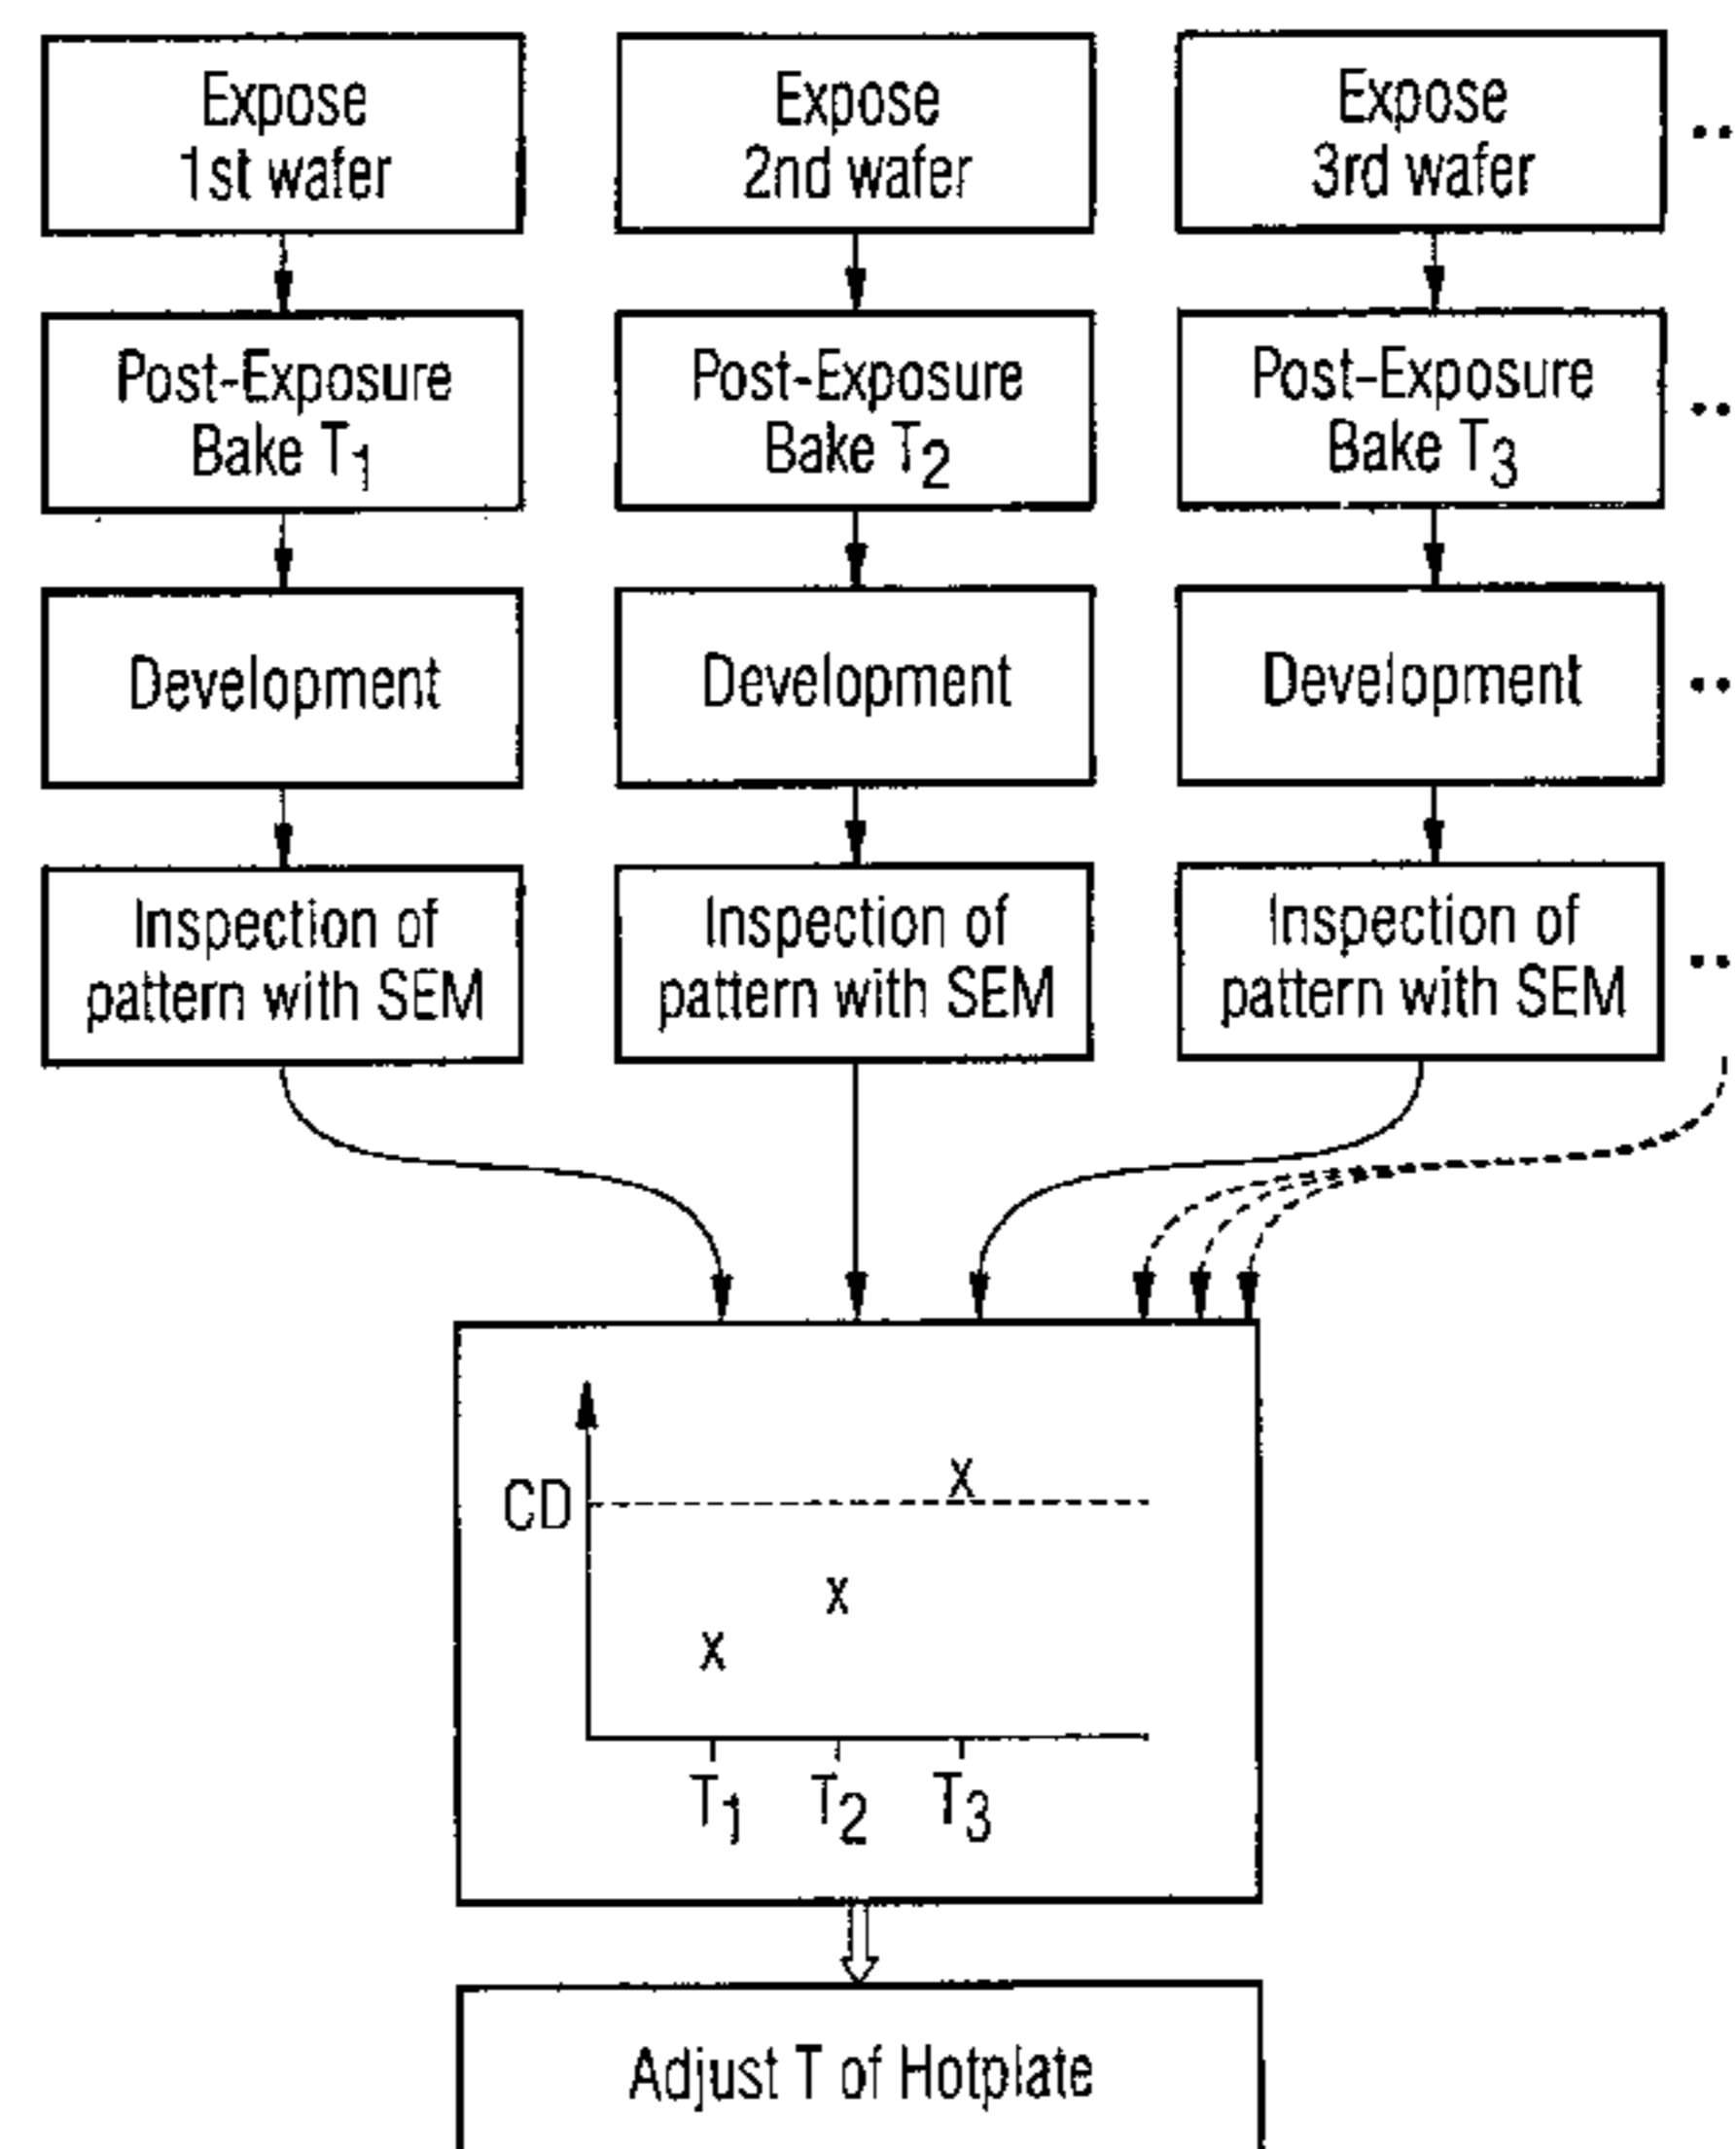 Expose
1st wafer
Expose
2nd wafer
Expose
3rd wafer
Post-Exposure
Bake T1
Post-Exposure
Bake T2
Post-Exposure
Bake T3
Development
Development
Development
Inspection of
pattern with SEM
Inspection of
pattern with SEM
Inspection of
pattern with SEM
CD
T1
T2
T3
Adjust T of Hotplate